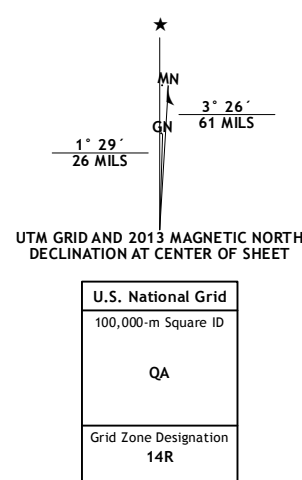 ★
MN
GN
3° 26´
61 MILS
1° 29´
26 MILS
UTM GRID AND 2013 MAGNETIC NORTH
DECLINATION AT CENTER OF SHEET
U.S. National Grid
100,000-m Square ID
QA
Grid Zone Designation
14R